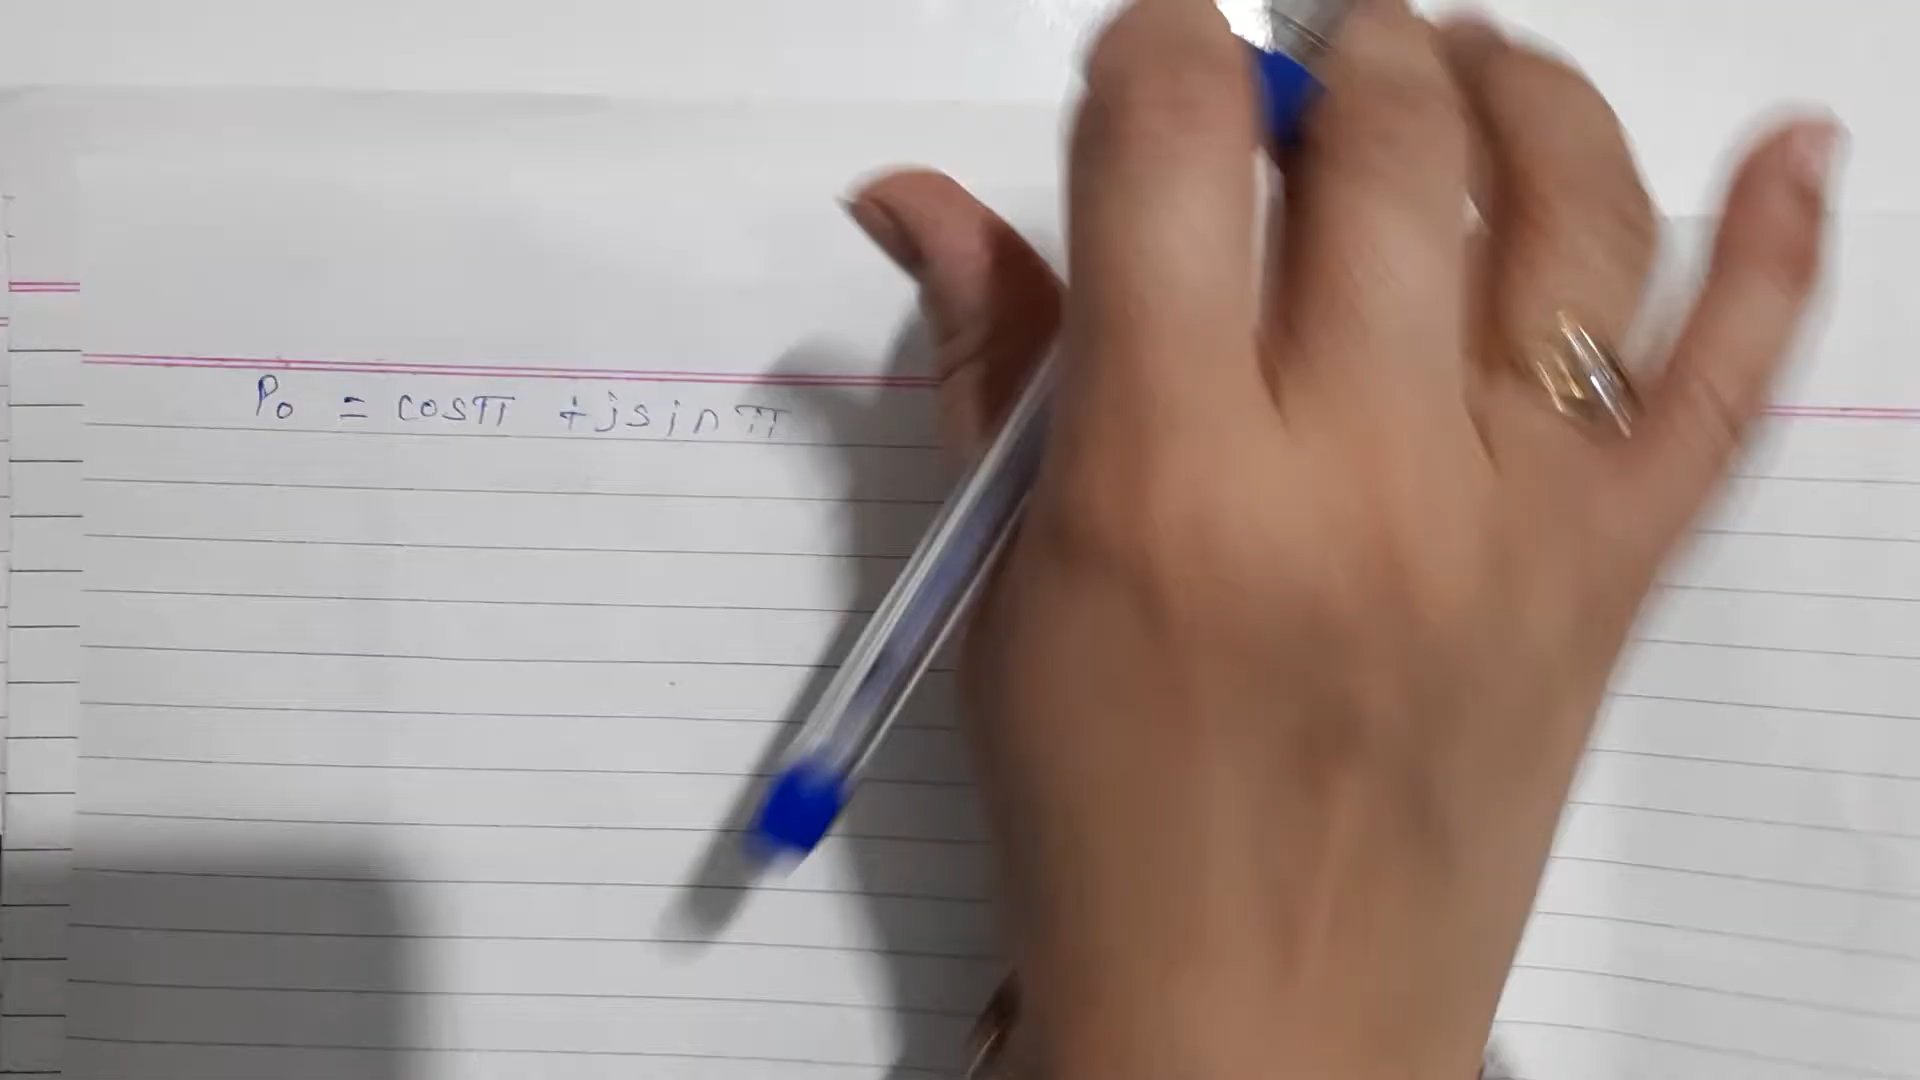 P₀ = cosπ + jsinπ